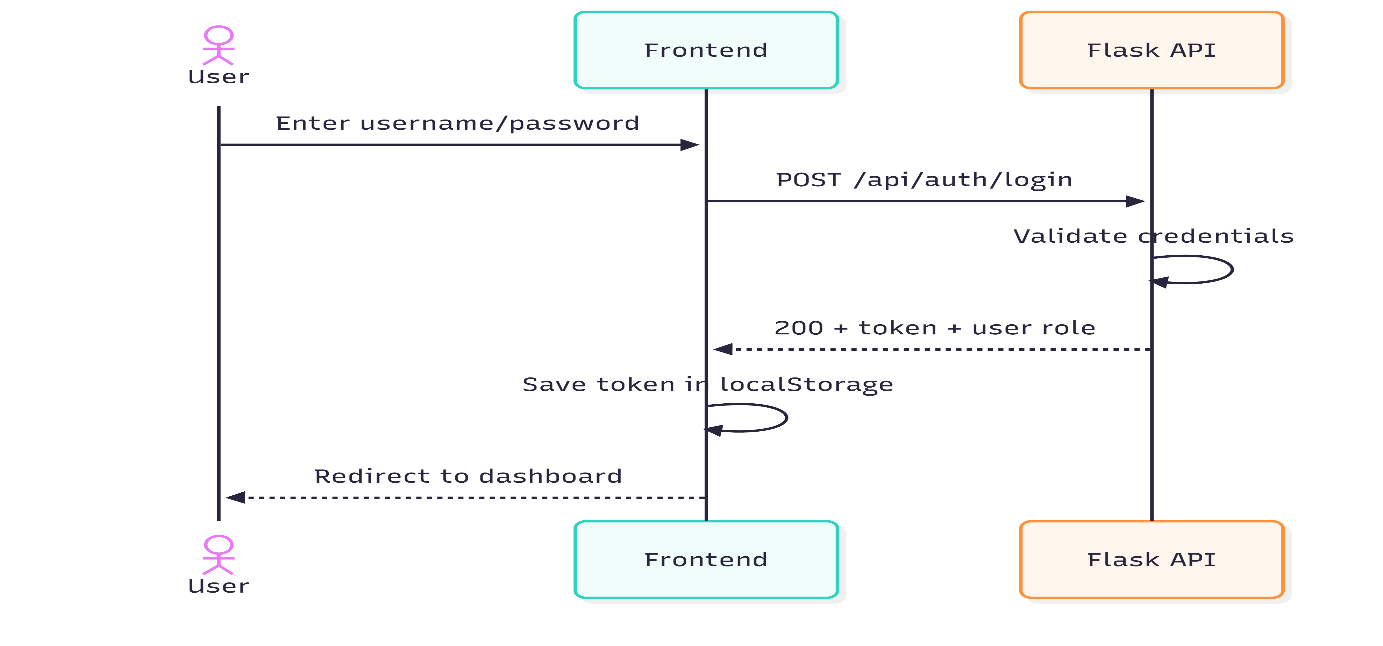 User
Frontend
Flask API
Enter username/password
POST /api/auth/login
Validate credentials
200 + token + user role
Save token in localStorage
Redirect to dashboard
User
Frontend
Flask API